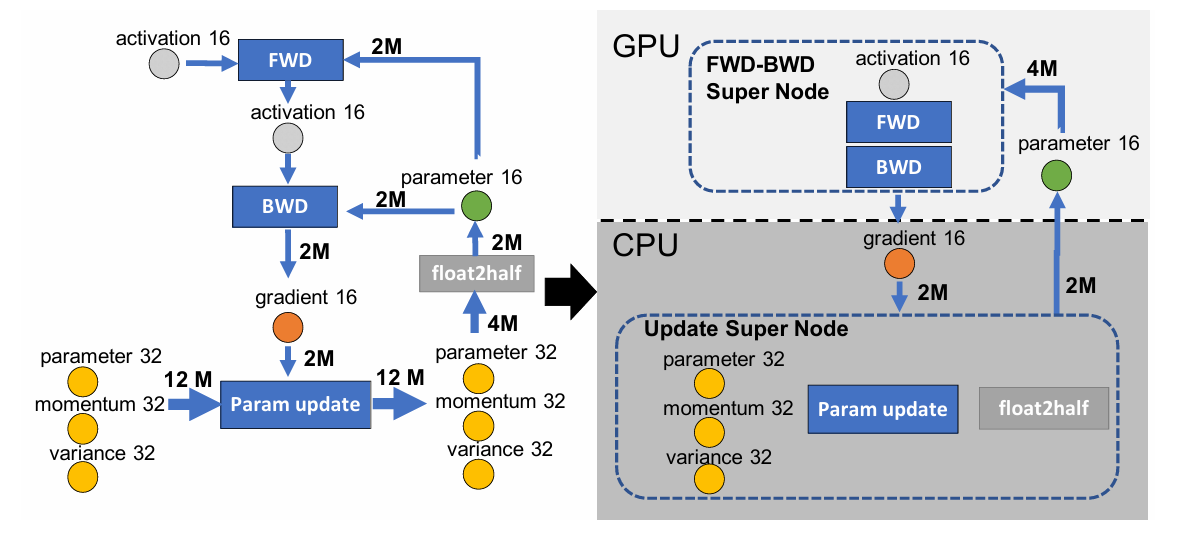 activation 16
FWD
2M
activation 16
BWD
2M
parameter 16
2M
2M
float2half
gradient 16
4M
2M
parameter 32
momentum 32
variance 32
12 M
Param update
12 M
parameter 32
momentum 32
variance 32
GPU
FWD-BWD
Super Node
activation 16
FWD
BWD
4M
parameter 16
CPU
gradient 16
2M
2M
Update Super Node
parameter 32
momentum 32
variance 32
Param update
float2half